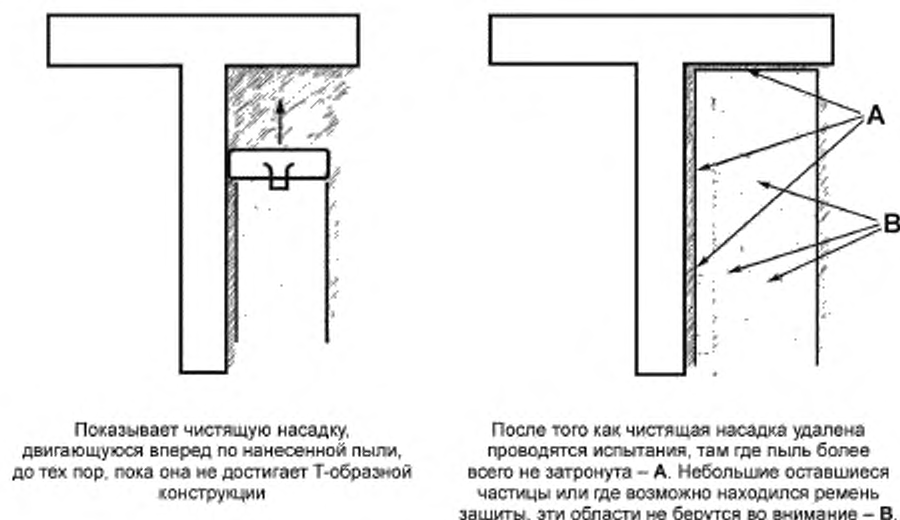 A
B
Показывает чистящую насадку,
двигающуюся вперед по нанесенной пыли,
до тех пор, пока она не достигает Т-образной
конструкции
После того как чистящая насадка удалена
проводятся испытания, там где пыль более
всего не затронута – А. Небольшие оставшиеся
частицы или где возможно находился ремень
защиты, эти области не берутся во внимание – В.